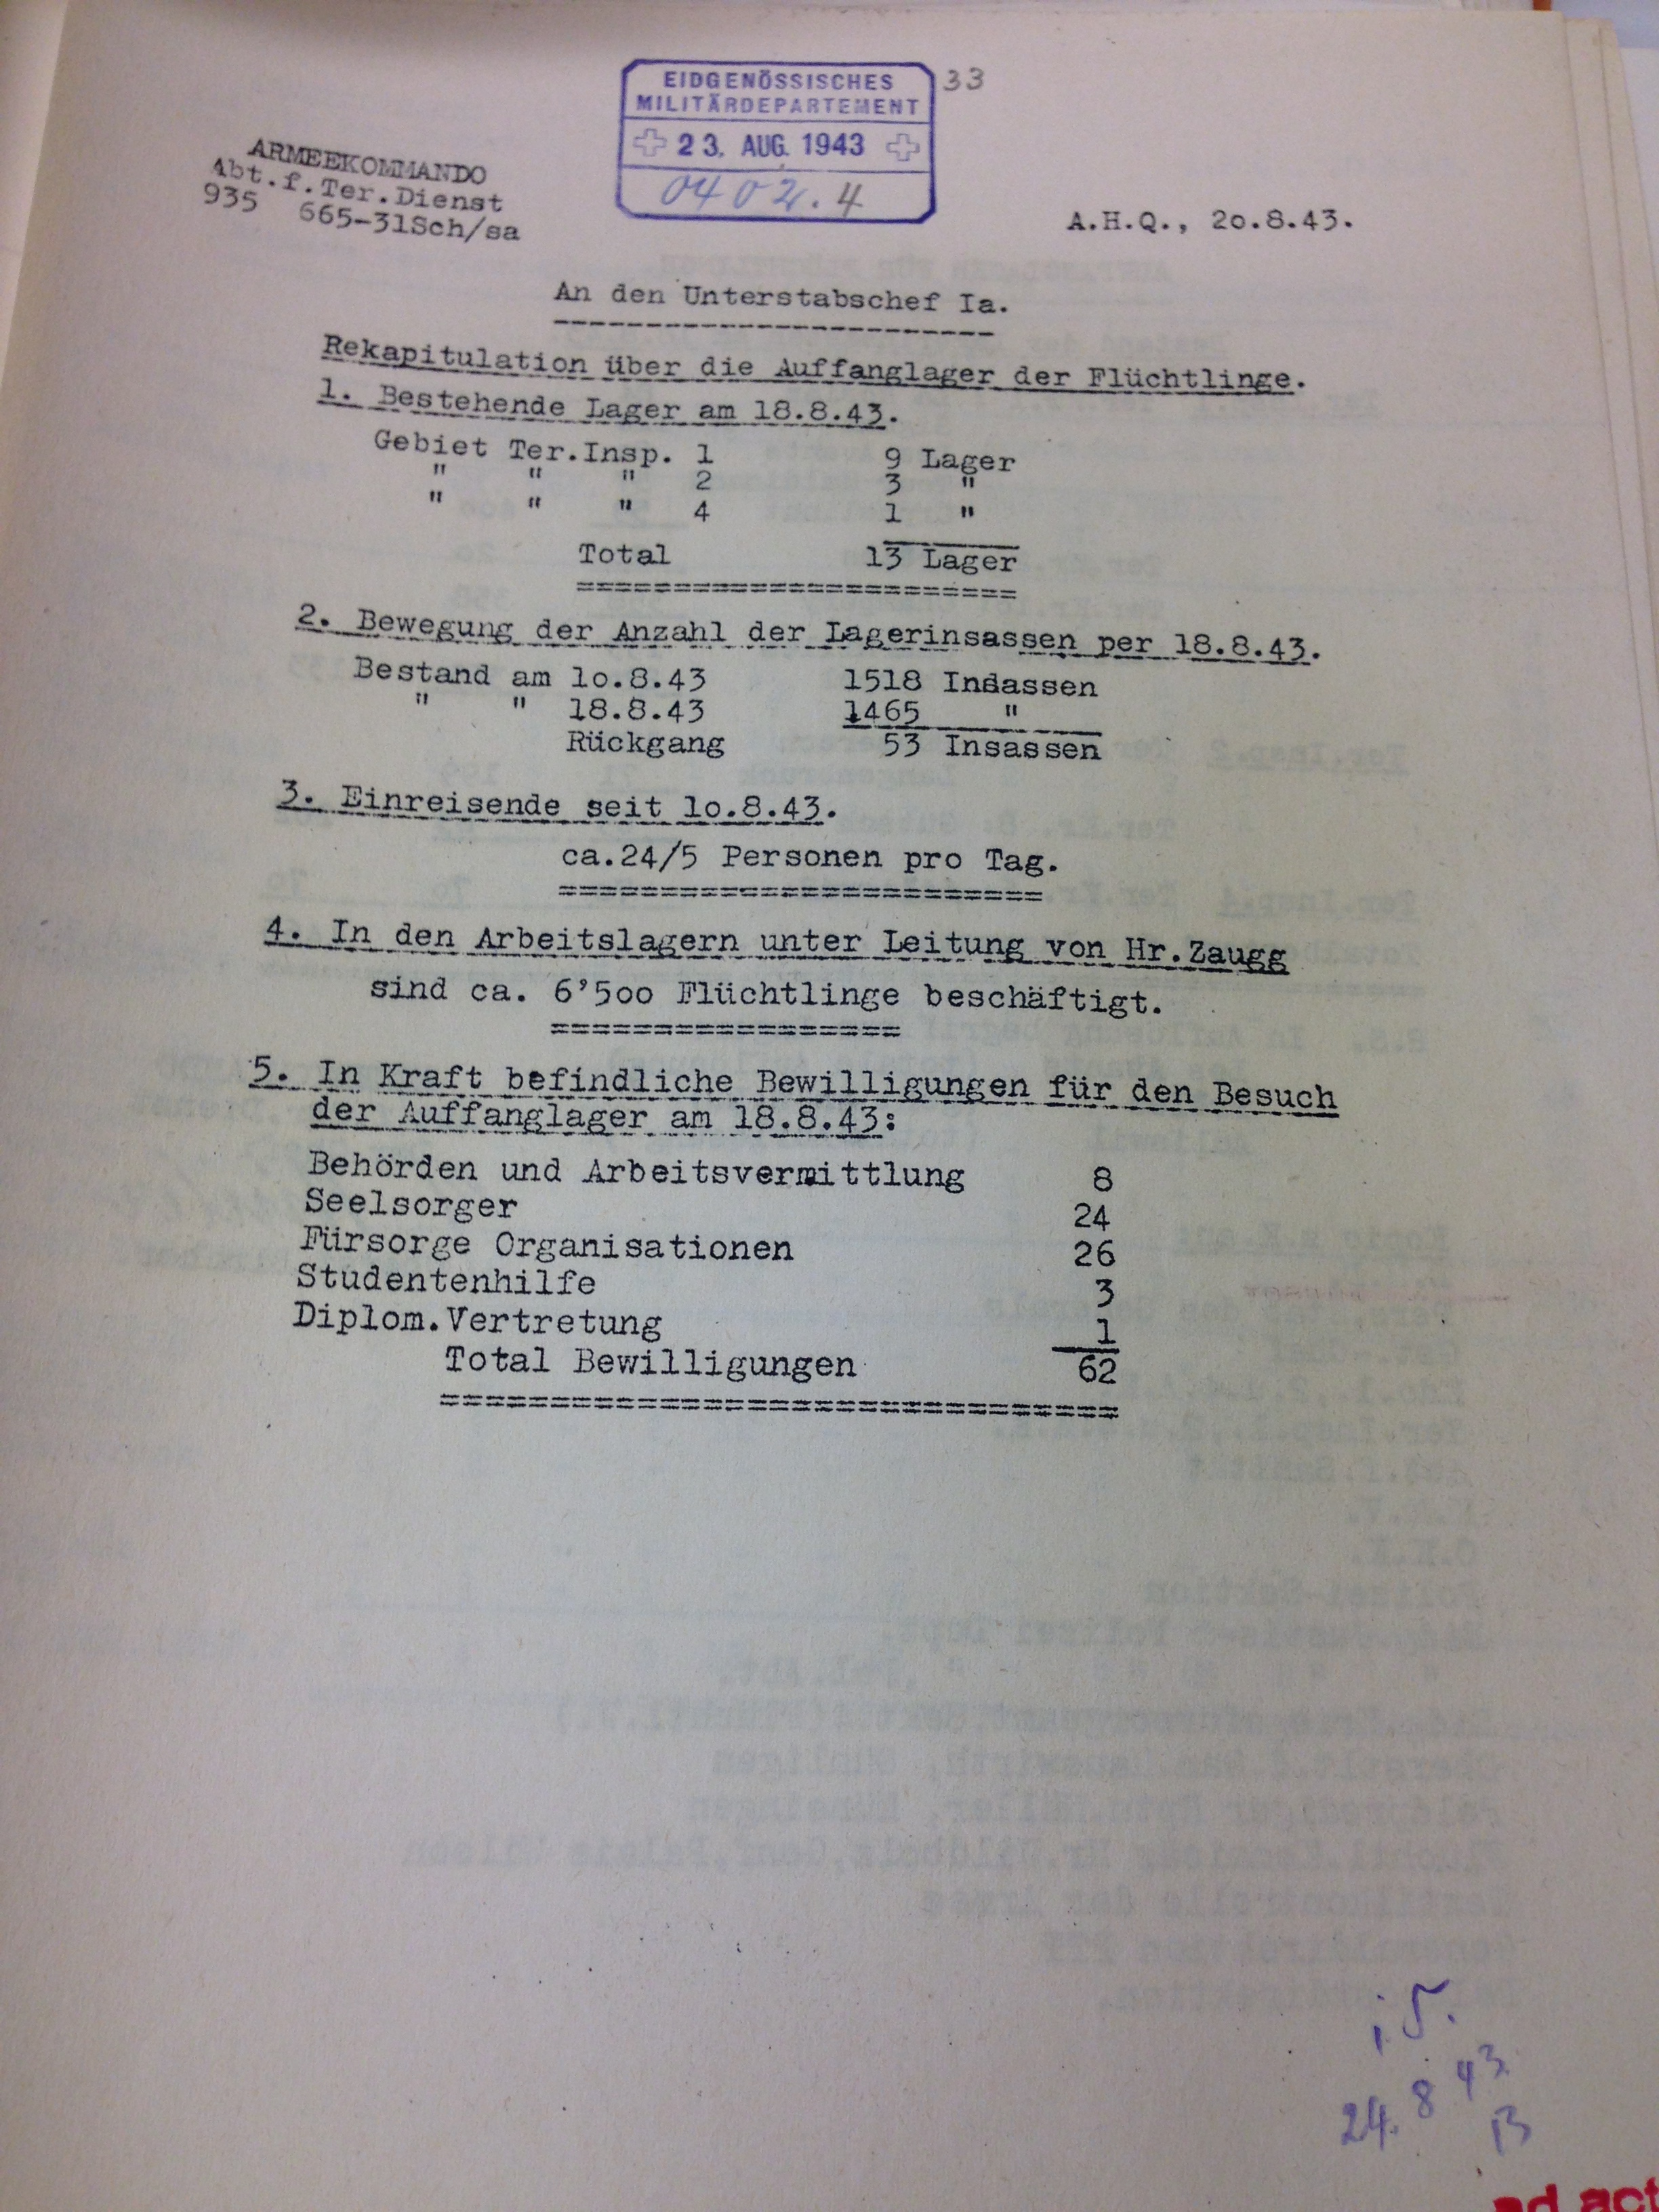 EIDGENÖSSISCHES
MILITÄRDEPARTEMENT
23. AUG. 1943
0402.4
33
ARMEEKOMMANDO
Abt.f.Ter.Dienst
935 665-31Sch/sa
A.H.Q., 2o.8.43.
An den Unterstabschef Ia.
Rekapitulation über die Auffanglager der Flüchtlinge.
1. Bestehende Lager am 18.8.43.
Gebiet Ter.Insp. 1 9 Lager
" " " 2 3 "
" " " 4 1 "
Total 13 Lager
=======================
2. Bewegung der Anzahl der Lagerinsassen per 18.8.43.
Bestand am 1o.8.43 1518 Insassen
" " 18.8.43 1465 "
Rückgang 53 Insassen
3. Einreisende seit 1o.8.43.
ca.24/5 Personen pro Tag.
========================
4. In den Arbeitslagern unter Leitung von Hr.Zaugg
sind ca. 6'5oo Flüchtlinge beschäftigt.
=================
5. In Kraft befindliche Bewilligungen für den Besuch
der Auffanglager am 18.8.43:
Behörden und Arbeitsvermittlung 8
Seelsorger 24
Fürsorge Organisationen 26
Studentenhilfe 3
Diplom.Vertretung 1
Total Bewilligungen 62
===============================
24. 8 43.
ad act